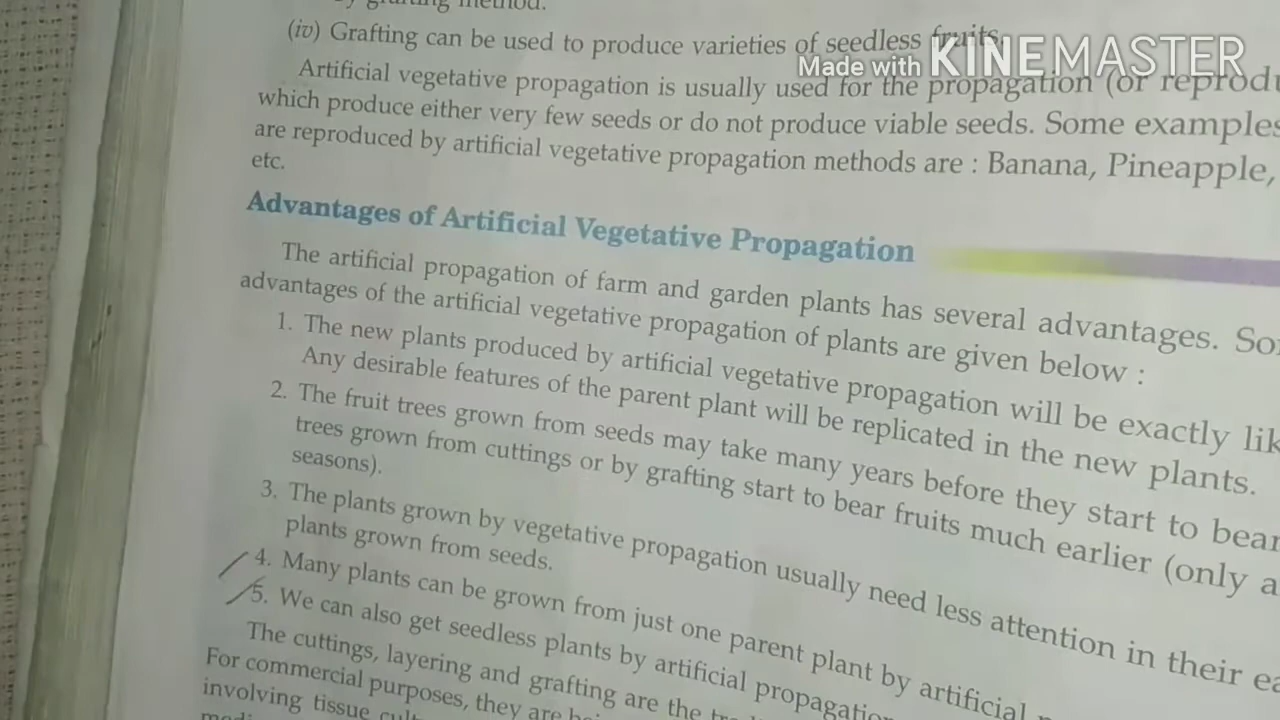 by grafting method.
(iv) Grafting can be used to produce varieties of seedless fruits.
Made with KINEMASTER
Artificial vegetative propagation is usually used for the propagation (or reprodu
which produce either very few seeds or do not produce viable seeds. Some examples
are reproduced by artificial vegetative propagation methods are : Banana, Pineapple,
etc.
Advantages of Artificial Vegetative Propagation
The artificial propagation of farm and garden plants has several advantages. So
advantages of the artificial vegetative propagation of plants are given below :
1. The new plants produced by artificial vegetative propagation will be exactly lik
Any desirable features of the parent plant will be replicated in the new plants.
2. The fruit trees grown from seeds may take many years before they start to bear
trees grown from cuttings or by grafting start to bear fruits much earlier (only a
seasons).
3. The plants grown by vegetative propagation usually need less attention in their ea
plants grown from seeds.
4. Many plants can be grown from just one parent plant by artificial
5. We can also get seedless plants by artificial propagation
The cuttings, layering and grafting are the
For commercial purposes, they are
involving tissue